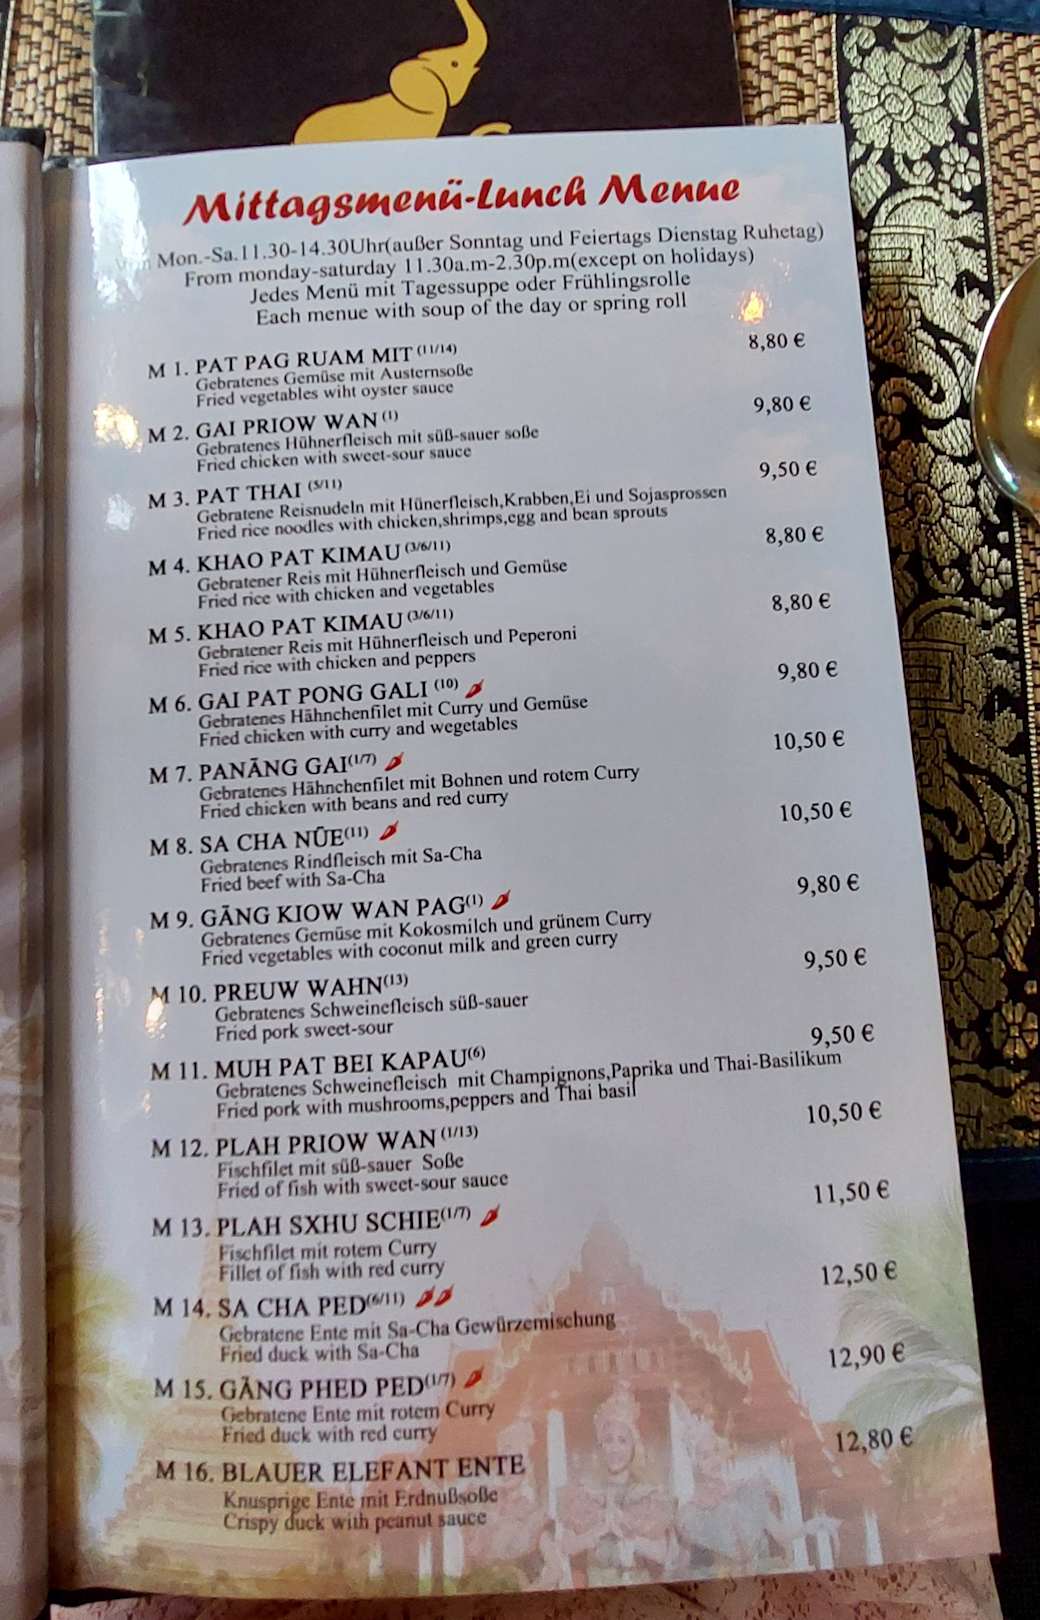 Mittagsmenü-Lunch Menue
Mon.-Sa.11.30-14.30Uhr(außer Sonntag und Feiertags Dienstag Ruhetag)
From monday-saturday 11.30a.m-2.30p.m(except on holidays)
Jedes Menü mit Tagessuppe oder Frühlingsrolle
Each menue with soup of the day or spring roll
M 1. PAT PAG RUAM MIT (11/14) 8,80 €
Gebratenes Gemüse mit Austernsoße
Fried vegetables wiht oyster sauce
M 2. GAI PRIOW WAN (1) 9,80 €
Gebratenes Hühnerfleisch mit süß-sauer soße
Fried chicken with sweet-sour sauce
M 3. PAT THAI (5/11) 9,50 €
Gebratene Reisnudeln mit Hünerfleisch,Krabben,Ei und Sojasprossen
Fried rice noodles with chicken,shrimps,egg and bean sprouts
M 4. KHAO PAT KIMAU (3/6/11) 8,80 €
Gebratener Reis mit Hühnerfleisch und Gemüse
Fried rice with chicken and vegetables
M 5. KHAO PAT KIMAU (3/6/11) 8,80 €
Gebratener Reis mit Hühnerfleisch und Peperoni
Fried rice with chicken and peppers
M 6. GAI PAT PONG GALI (10) 9,80 €
Gebratenes Hähnchenfilet mit Curry und Gemüse
Fried chicken with curry and wegetables
M 7. PANÄNG GAI(1/7) 10,50 €
Gebratenes Hähnchenfilet mit Bohnen und rotem Curry
Fried chicken with beans and red curry
M 8. SA CHA NÜE(11) 10,50 €
Gebratenes Rindfleisch mit Sa-Cha
Fried beef with Sa-Cha
M 9. GÄNG KIOW WAN PAG(1) 9,80 €
Gebratenes Gemüse mit Kokosmilch und grünem Curry
Fried vegetables with coconut milk and green curry
M 10. PREUW WAHN(13) 9,50 €
Gebratenes Schweinefleisch süß-sauer
Fried pork sweet-sour
M 11. MUH PAT BEI KAPAU(6) 9,50 €
Gebratenes Schweinefleisch mit Champignons,Paprika und Thai-Basilikum
Fried pork with mushrooms,peppers and Thai basil
M 12. PLAH PRIOW WAN (1/13) 10,50 €
Fischfilet mit süß-sauer Soße
Fried of fish with sweet-sour sauce
M 13. PLAH SXHU SCHIE(1/7) 11,50 €
Fischfilet mit rotem Curry
Fillet of fish with red curry
M 14. SA CHA PED(6/11) 12,50 €
Gebratene Ente mit Sa-Cha Gewürzemischung
Fried duck with Sa-Cha
M 15. GÄNG PHED PED(1/7) 12,90 €
Gebratene Ente mit rotem Curry
Fried duck with red curry
M 16. BLAUER ELEFANT ENTE 12,80 €
Knusprige Ente mit Erdnußsoße
Crispy duck with peanut sauce